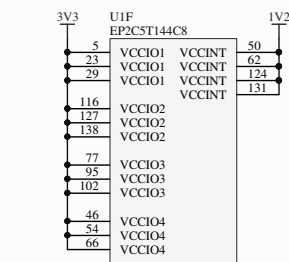 3V3 U1F 1V2
EP2C5T144C8
5 VCCIO1 VCCINT 50
23 VCCIO1 VCCINT 62
29 VCCIO1 VCCINT 124
VCCINT 131
116 VCCIO2
127 VCCIO2
138 VCCIO2
77 VCCIO3
95 VCCIO3
102 VCCIO3
46 VCCIO4
54 VCCIO4
66 VCCIO4